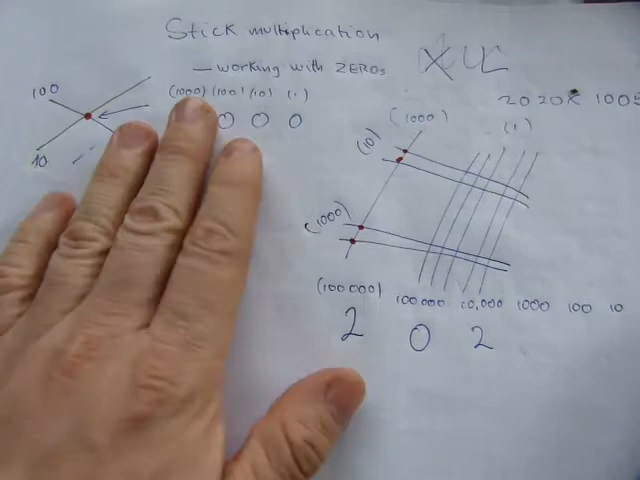 Stick multiplication
— working with ZEROs
XUL
100
(1000) (100) (10) (1)
2020 x 1005
0 0 0
(1000)
(1)
(10)
10
(1000)
(100 000) 100 000 10,000 1000 100 10
2 0 2